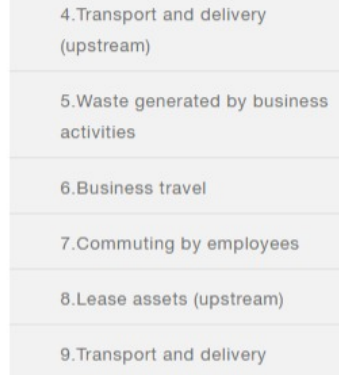 4.Transport and delivery
(upstream)
5.Waste generated by business
activities
6.Business travel
7.Commuting by employees
8.Lease assets (upstream)
9.Transport and delivery